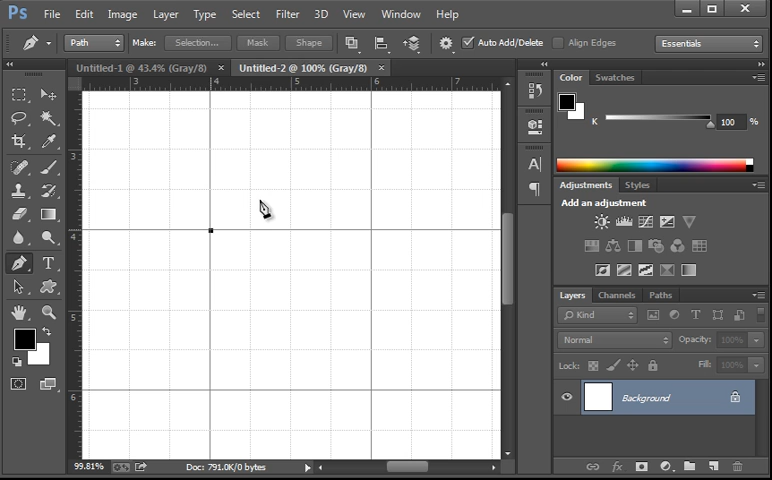 Ps File Edit Image Layer Type Select Filter 3D View Window Help
Path Make: Selection... Mask Shape Auto Add/Delete Align Edges Essentials
Untitled-1 @ 43.4% (Gray/8) × Untitled-2 @ 100% (Gray/8) ×
3 4 5 6 7
3
4
5
6
Color Swatches
K 100 %
Adjustments Styles
Add an adjustment
Layers Channels Paths
Kind
Normal Opacity: 100%
Lock: Fill: 100%
Background
99.81% Doc: 791.0K/0 bytes